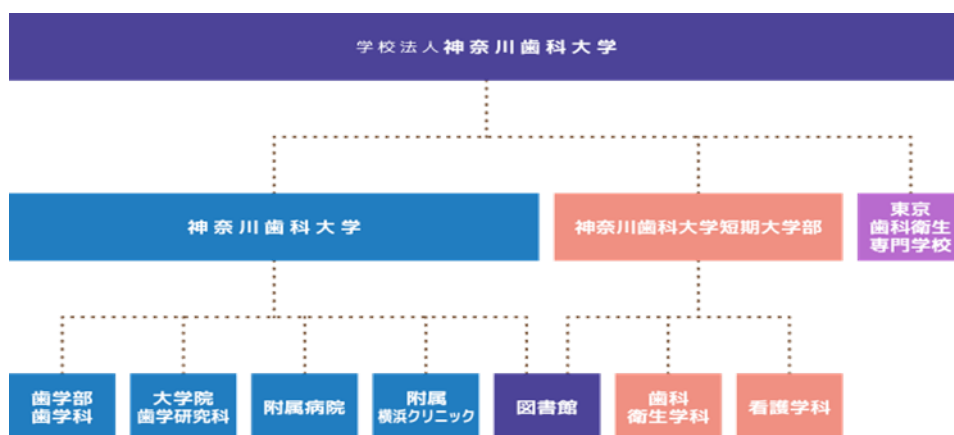 学校法人神奈川歯科大学
神奈川歯科大学
神奈川歯科大学短期大学部
東京
歯科衛生
専門学校
歯学部
歯学科
大学院
歯学研究科
附属病院
附属
横浜クリニック
図書館
歯科
衛生学科
看護学科